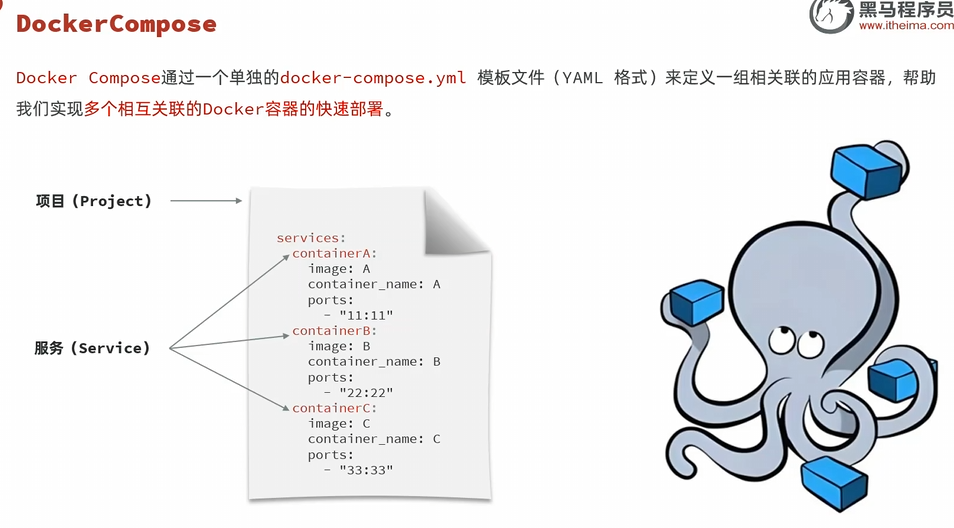 DockerCompose
黑马程序员
www.itheima.com
Docker Compose通过一个单独的docker-compose.yml 模板文件（YAML 格式）来定义一组相关联的应用容器，帮助
我们实现多个相互关联的Docker容器的快速部署。
项目（Project）
services:
containerA:
image: A
container_name: A
ports:
- "11:11"
containerB:
image: B
container_name: B
ports:
- "22:22"
containerC:
image: C
container_name: C
ports:
- "33:33"
服务（Service）